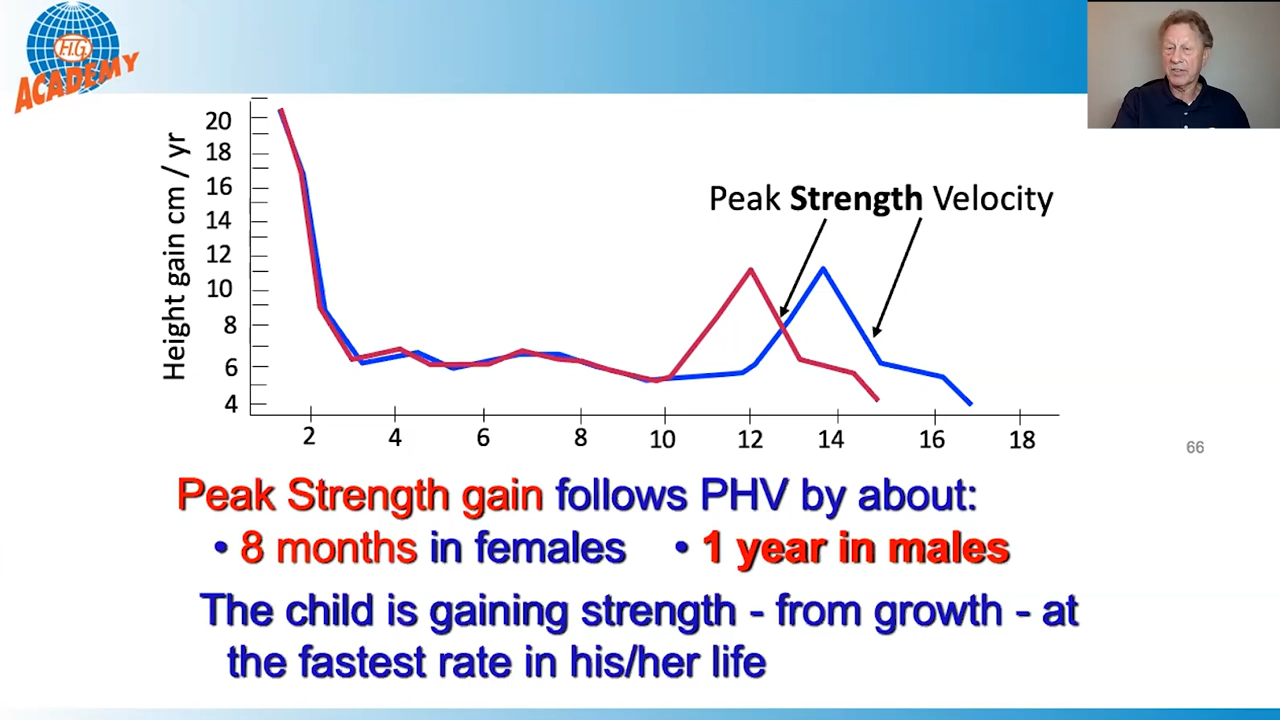 F.I.G.
ACADEMY
Height gain cm / yr
20
18
16
14
12
10
8
6
4
Peak Strength Velocity
2 4 6 8 10 12 14 16 18
66
Peak Strength gain follows PHV by about:
• 8 months in females • 1 year in males
The child is gaining strength - from growth - at
the fastest rate in his/her life